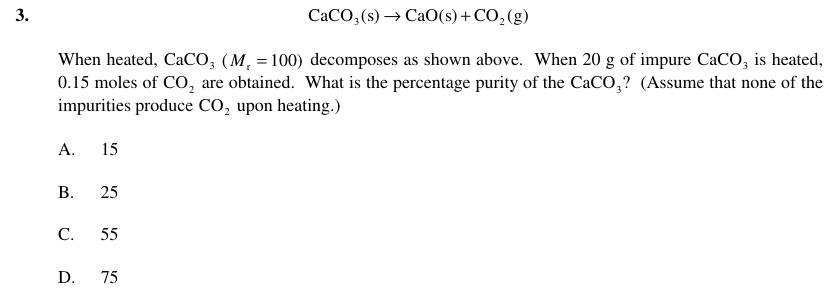 3. CaCO₃(s) → CaO(s) + CO₂(g)
When heated, CaCO₃ (Mᵣ = 100) decomposes as shown above. When 20 g of impure CaCO₃ is heated,
0.15 moles of CO₂ are obtained. What is the percentage purity of the CaCO₃? (Assume that none of the
impurities produce CO₂ upon heating.)
A. 15
B. 25
C. 55
D. 75